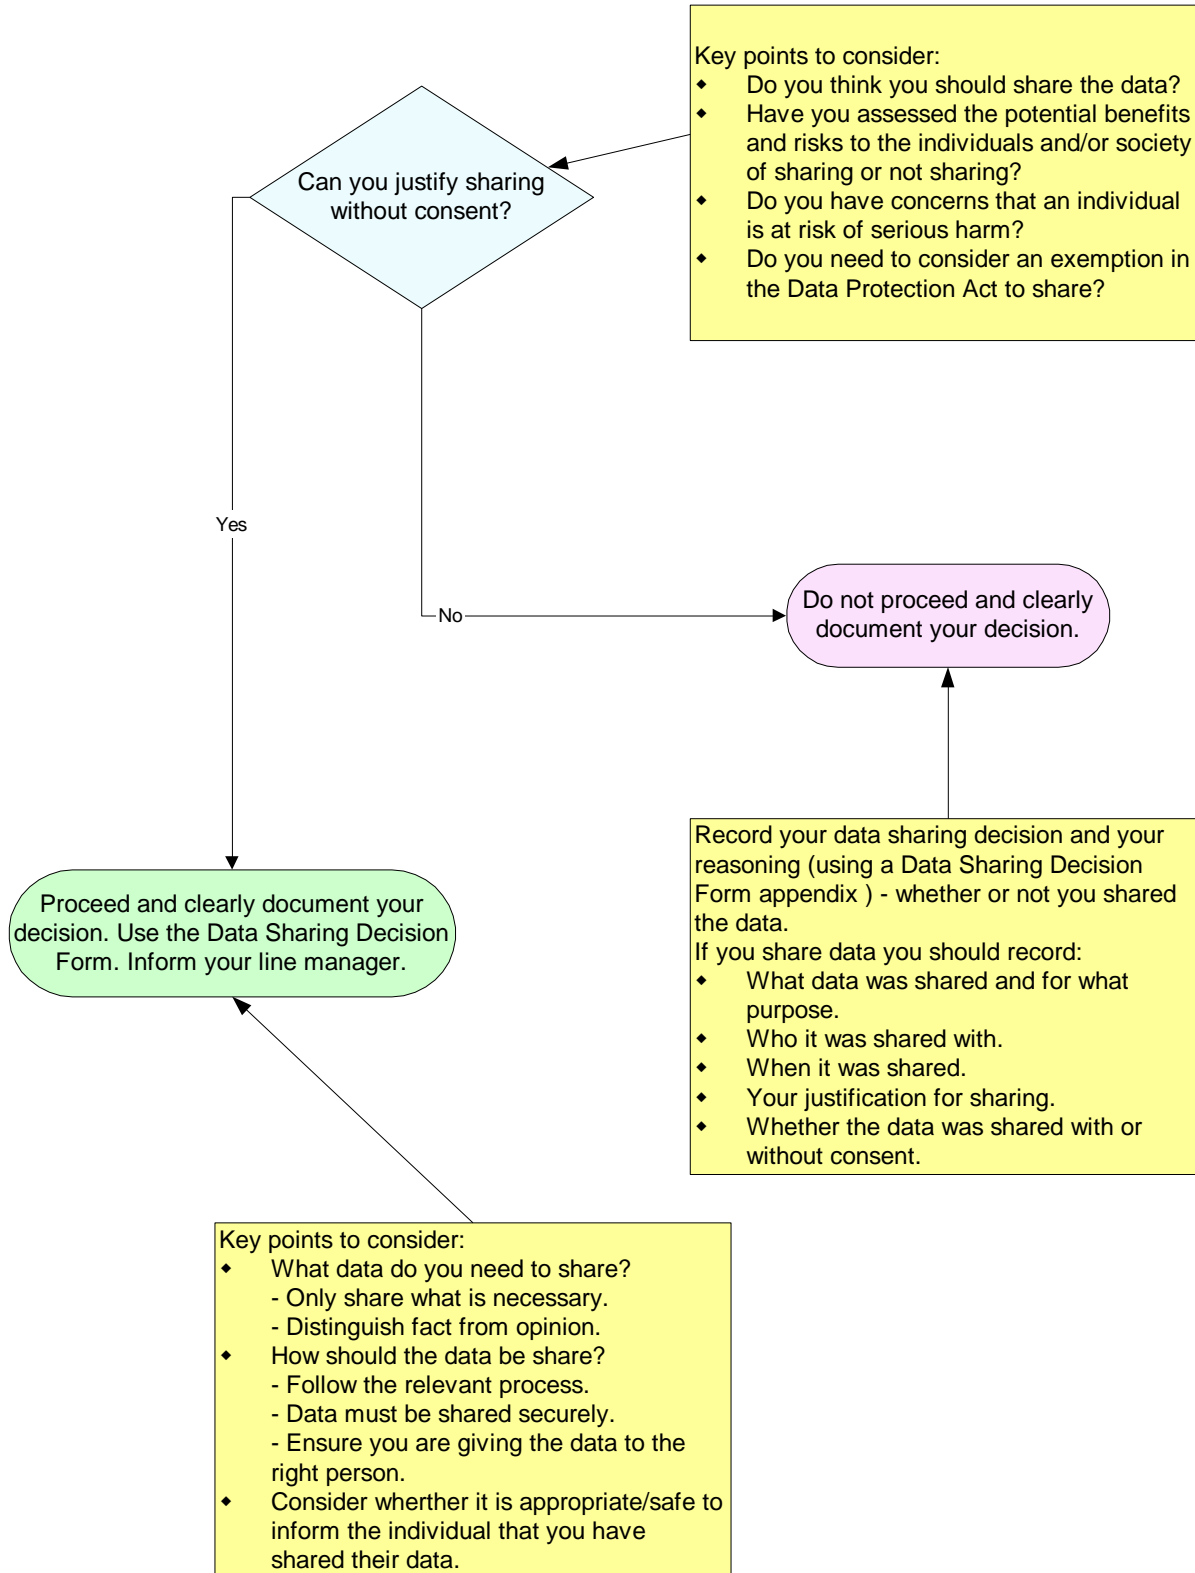 Key points to consider:
◆ Do you think you should share the data?
◆ Have you assessed the potential benefits
and risks to the individuals and/or society
of sharing or not sharing?
◆ Do you have concerns that an individual
is at risk of serious harm?
◆ Do you need to consider an exemption in
the Data Protection Act to share?
Can you justify sharing
without consent?
Yes
No
Do not proceed and clearly
document your decision.
Record your data sharing decision and your
reasoning (using a Data Sharing Decision
Form appendix ) - whether or not you shared
the data.
If you share data you should record:
◆ What data was shared and for what
purpose.
◆ Who it was shared with.
◆ When it was shared.
◆ Your justification for sharing.
◆ Whether the data was shared with or
without consent.
Proceed and clearly document your
decision. Use the Data Sharing Decision
Form. Inform your line manager.
Key points to consider:
◆ What data do you need to share?
- Only share what is necessary.
- Distinguish fact from opinion.
◆ How should the data be share?
- Follow the relevant process.
- Data must be shared securely.
- Ensure you are giving the data to the
right person.
◆ Consider wherther it is appropriate/safe to
inform the individual that you have
shared their data.